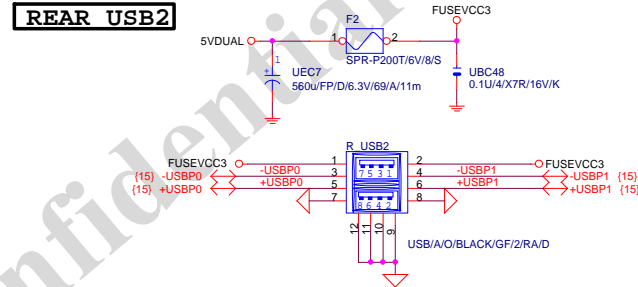 REAR USB2
FUSEVCC3
F2
5VDUAL
1
2
SPR-P200T/6V/8/S
1
+
UEC7
560u/FP/D/6.3V/69/A/11m
UBC48
0.1U/4/X7R/16V/K
R_USB2
FUSEVCC3
1
2
FUSEVCC3
{15} -USBP0
-USBP0
3
4
-USBP1
-USBP1 {15}
{15} +USBP0
+USBP0
5
6
+USBP1
+USBP1 {15}
7
8
7 5 3 1
8 6 4 2
12
11
10
9
USB/A/O/BLACK/GF/2/RA/D
Confidential